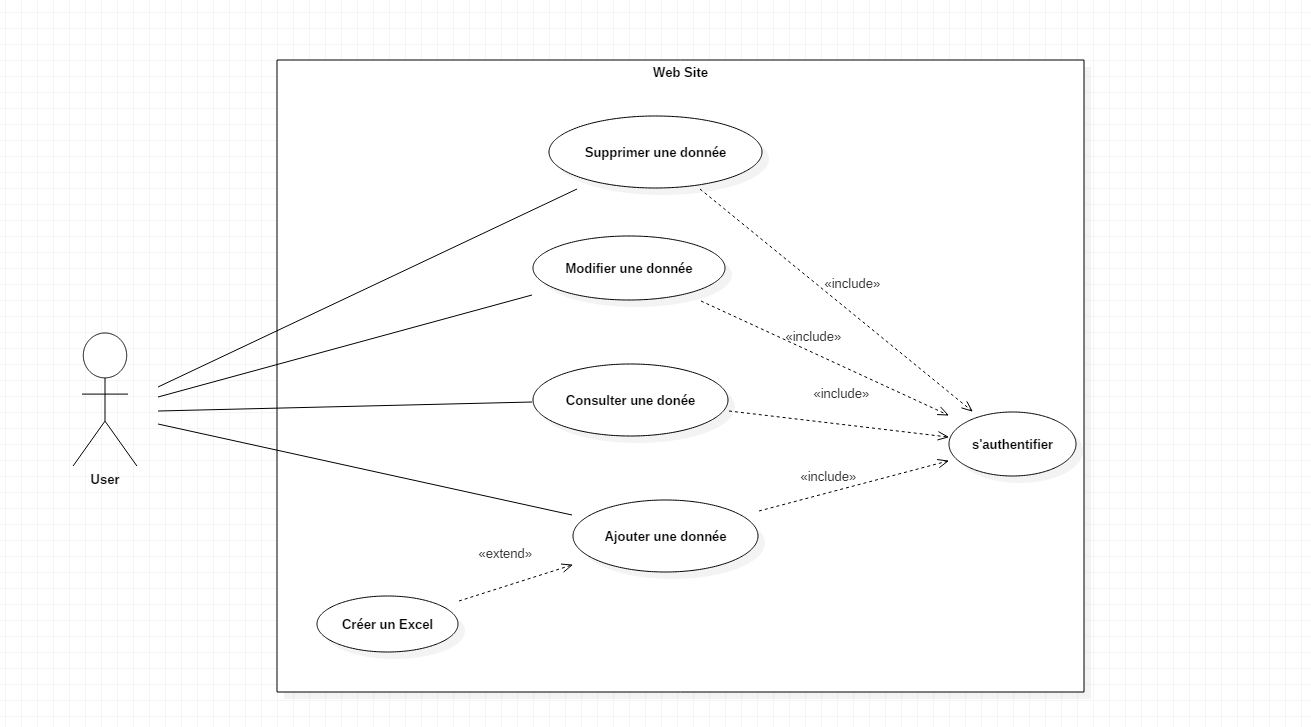 Web Site
Supprimer une donnée
Modifier une donnée
«include»
«include»
Consulter une donée
«include»
s'authentifier
User
«include»
Ajouter une donnée
«extend»
Créer un Excel